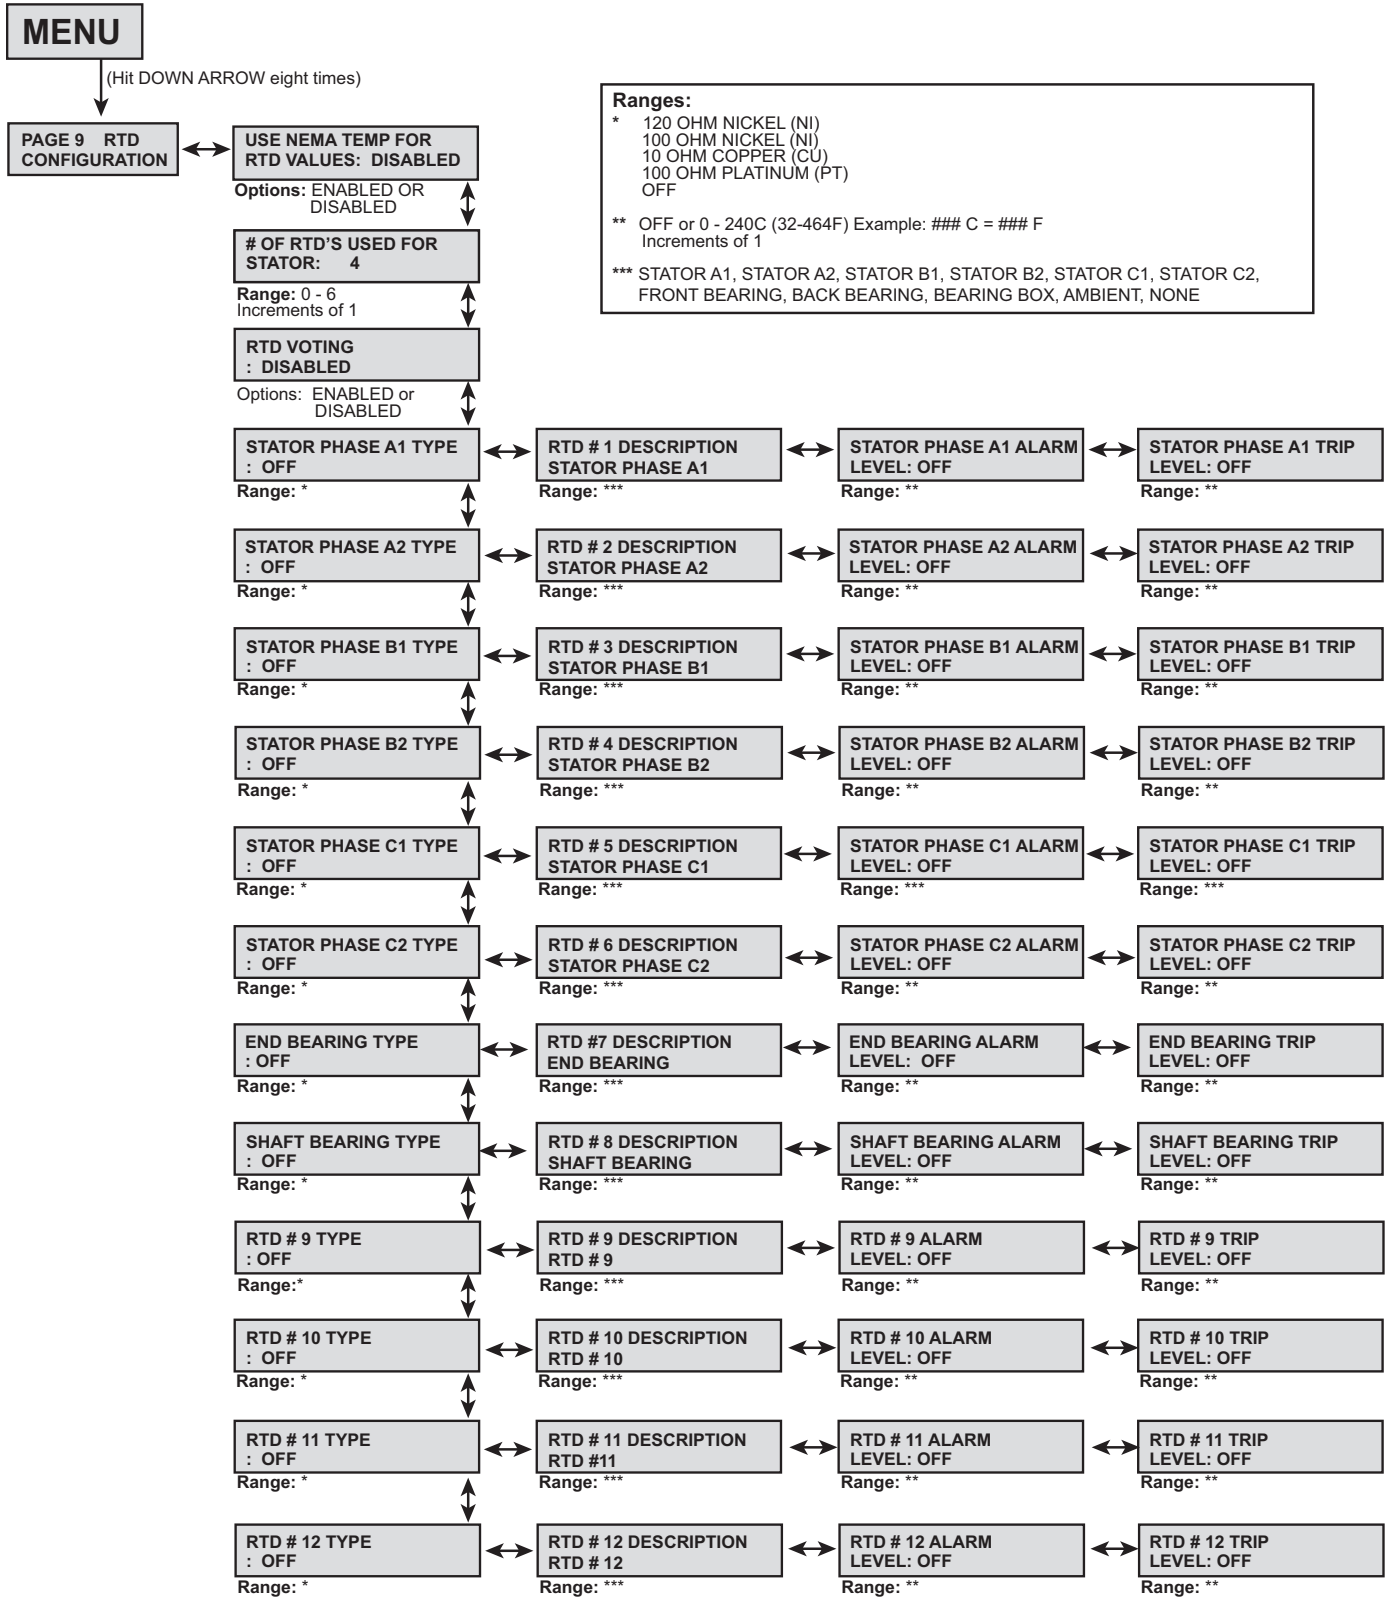 MENU
(Hit DOWN ARROW eight times)
PAGE 9 RTD
CONFIGURATION
USE NEMA TEMP FOR
RTD VALUES: DISABLED
Options: ENABLED OR
DISABLED
# OF RTD'S USED FOR
STATOR: 4
Range: 0 - 6
Increments of 1
RTD VOTING
: DISABLED
Options: ENABLED or
DISABLED
Ranges:
* 120 OHM NICKEL (NI)
100 OHM NICKEL (NI)
10 OHM COPPER (CU)
100 OHM PLATINUM (PT)
OFF
** OFF or 0 - 240C (32-464F) Example: ### C = ### F
Increments of 1
*** STATOR A1, STATOR A2, STATOR B1, STATOR B2, STATOR C1, STATOR C2,
FRONT BEARING, BACK BEARING, BEARING BOX, AMBIENT, NONE
STATOR PHASE A1 TYPE
: OFF
Range: *
RTD # 1 DESCRIPTION
STATOR PHASE A1
Range: ***
STATOR PHASE A1 ALARM
LEVEL: OFF
Range: **
STATOR PHASE A1 TRIP
LEVEL: OFF
Range: **
STATOR PHASE A2 TYPE
: OFF
Range: *
RTD # 2 DESCRIPTION
STATOR PHASE A2
Range: ***
STATOR PHASE A2 ALARM
LEVEL: OFF
Range: **
STATOR PHASE A2 TRIP
LEVEL: OFF
Range: **
STATOR PHASE B1 TYPE
: OFF
Range: *
RTD # 3 DESCRIPTION
STATOR PHASE B1
Range: ***
STATOR PHASE B1 ALARM
LEVEL: OFF
Range: **
STATOR PHASE B1 TRIP
LEVEL: OFF
Range: **
STATOR PHASE B2 TYPE
: OFF
Range: *
RTD # 4 DESCRIPTION
STATOR PHASE B2
Range: ***
STATOR PHASE B2 ALARM
LEVEL: OFF
Range: **
STATOR PHASE B2 TRIP
LEVEL: OFF
Range: **
STATOR PHASE C1 TYPE
: OFF
Range: *
RTD # 5 DESCRIPTION
STATOR PHASE C1
Range: ***
STATOR PHASE C1 ALARM
LEVEL: OFF
Range: ***
STATOR PHASE C1 TRIP
LEVEL: OFF
Range: ***
STATOR PHASE C2 TYPE
: OFF
Range: *
RTD # 6 DESCRIPTION
STATOR PHASE C2
Range: ***
STATOR PHASE C2 ALARM
LEVEL: OFF
Range: **
STATOR PHASE C2 TRIP
LEVEL: OFF
Range: **
END BEARING TYPE
: OFF
Range: *
RTD #7 DESCRIPTION
END BEARING
Range: ***
END BEARING ALARM
LEVEL: OFF
Range: **
END BEARING TRIP
LEVEL: OFF
Range: **
SHAFT BEARING TYPE
: OFF
Range: *
RTD # 8 DESCRIPTION
SHAFT BEARING
Range: ***
SHAFT BEARING ALARM
LEVEL: OFF
Range: **
SHAFT BEARING TRIP
LEVEL: OFF
Range: **
RTD # 9 TYPE
: OFF
Range:*
RTD # 9 DESCRIPTION
RTD # 9
Range: ***
RTD # 9 ALARM
LEVEL: OFF
Range: **
RTD # 9 TRIP
LEVEL: OFF
Range: **
RTD # 10 TYPE
: OFF
Range: *
RTD # 10 DESCRIPTION
RTD # 10
Range: ***
RTD # 10 ALARM
LEVEL: OFF
Range: **
RTD # 10 TRIP
LEVEL: OFF
Range: **
RTD # 11 TYPE
: OFF
Range: *
RTD # 11 DESCRIPTION
RTD #11
Range: ***
RTD # 11 ALARM
LEVEL: OFF
Range: **
RTD # 11 TRIP
LEVEL: OFF
Range: **
RTD # 12 TYPE
: OFF
Range: *
RTD # 12 DESCRIPTION
RTD # 12
Range: ***
RTD # 12 ALARM
LEVEL: OFF
Range: **
RTD # 12 TRIP
LEVEL: OFF
Range: **